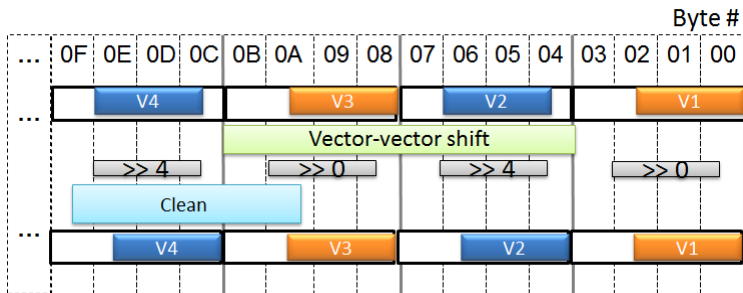 Byte #
... 0F 0E 0D 0C 0B 0A 09 08 07 06 05 04 03 02 01 00
... V4 V3 V2 V1
Vector-vector shift
>> 4 >> 0 >> 4 >> 0
Clean
... V4 V3 V2 V1